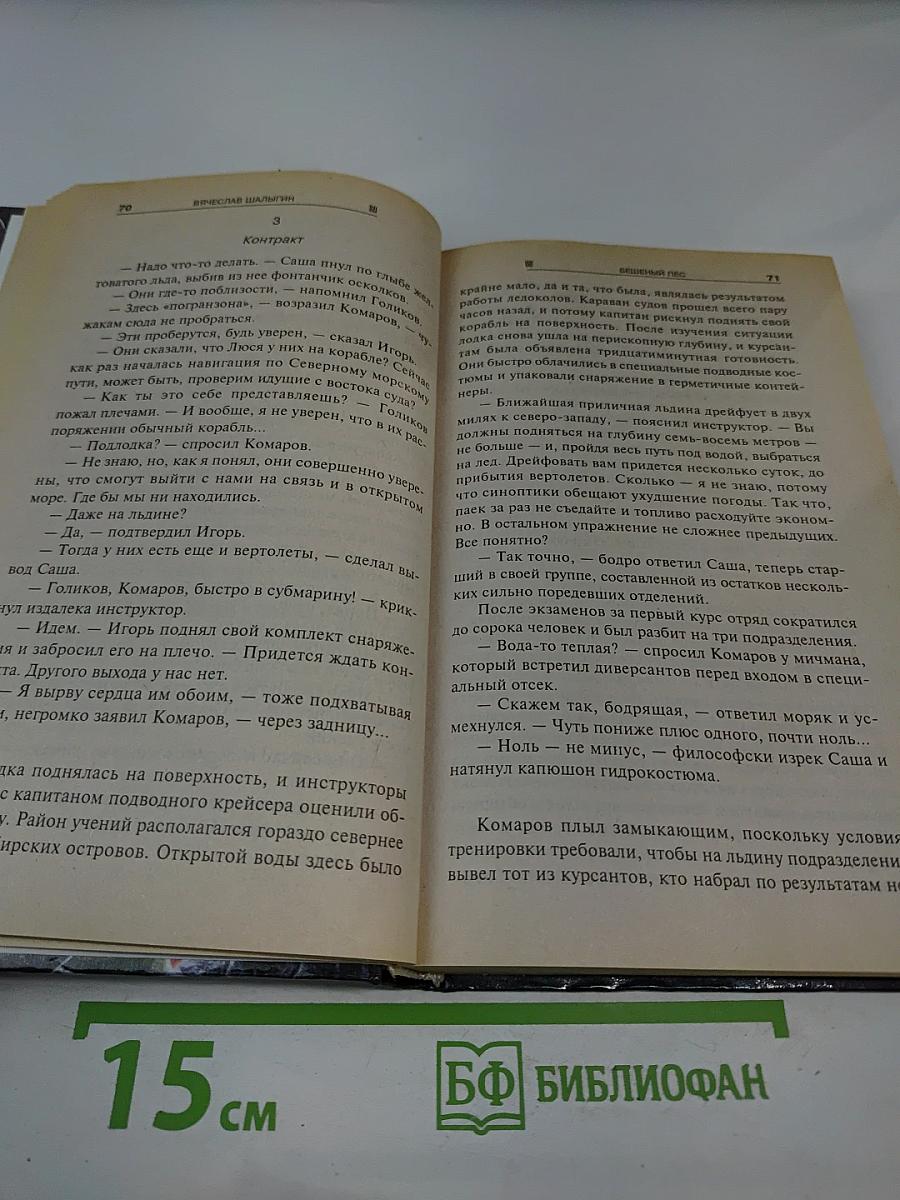 70
ВЯЧЕСЛАВ ШАЛЫГИН
3
Контракт
— Надо что-то делать. — Саша пнул по глыбе жел-
товатого льда, выбив из нее фонтанчик осколков.
— Они где-то поблизости, — напомнил Голиков.
— Здесь «погранзона», — возразил Комаров, — чу-
жакам сюда не пробраться.
— Эти проберутся, будь уверен, — сказал Игорь.
— Они сказали, что Люся у них на корабле? Сейчас
как раз началась навигация по Северному морскому
пути, может быть, проверим идущие с востока суда?
— Как ты это себе представляешь? — Голиков
пожал плечами. — И вообще, я не уверен, что в их рас-
поряжении обычный корабль...
— Подлодка? — спросил Комаров.
— Не знаю, но, как я понял, они совершенно увере-
ны, что смогут выйти с нами на связь и в открытом
море. Где бы мы ни находились.
— Даже на льдине?
— Да, — подтвердил Игорь.
— Тогда у них есть еще и вертолеты, — сделал вы-
вод Саша.
— Голиков, Комаров, быстро в субмарину! — крик-
нул издалека инструктор.
— Идем. — Игорь поднял свой комплект снаряже-
ия и забросил его на плечо. — Придется ждать кон-
кта. Другого выхода у нас нет.
— Я вырву сердца им обоим, — тоже подхватывая
и, негромко заявил Комаров, — через задницу...
дка поднялась на поверхность, и инструкторы
с капитаном подводного крейсера оценили об-
у. Район учений располагался гораздо севернее
ирских островов. Открытой воды здесь было
БЕШЕНЫЙ ПЕС
71
крайне мало, да и та, что была, являлась результатом
работы ледоколов. Караван судов прошел всего пару
часов назад, и потому капитан рискнул поднять свой
корабль на поверхность. После изучения ситуации
лодка снова ушла на перископную глубину, и курсан-
там была объявлена тридцатиминутная готовность.
Они быстро облачились в специальные подводные кос-
тюмы и упаковали снаряжение в герметичные контей-
неры.
— Ближайшая приличная льдина дрейфует в двух
милях к северо-западу, — пояснил инструктор. — Вы
должны подняться на глубину семь-восемь метров —
не больше — и, пройдя весь путь под водой, выбраться
на лед. Дрейфовать вам придется несколько суток, до
прибытия вертолетов. Сколько — я не знаю, потому
что синоптики обещают ухудшение погоды. Так что,
паек за раз не съедайте и топливо расходуйте эконом-
но. В остальном упражнение не сложнее предыдущих.
Все понятно?
— Так точно, — бодро ответил Саша, теперь стар-
ший в своей группе, составленной из остатков несколь-
ких сильно поредевших отделений.
После экзаменов за первый курс отряд сократился
до сорока человек и был разбит на три подразделения.
— Вода-то теплая? — спросил Комаров у мичмана,
который встретил диверсантов перед входом в специ-
альный отсек.
— Скажем так, бодрящая, — ответил моряк и ус-
мехнулся. — Чуть пониже плюс одного, почти ноль...
— Ноль — не минус, — философски изрек Саша и
натянул капюшон гидрокостюма.
Комаров плыл замыкающим, поскольку условия
тренировки требовали, чтобы на льдину подразделени
вывел тот из курсантов, кто набрал по результатам не
15 см
БФ БИБЛИОФАН